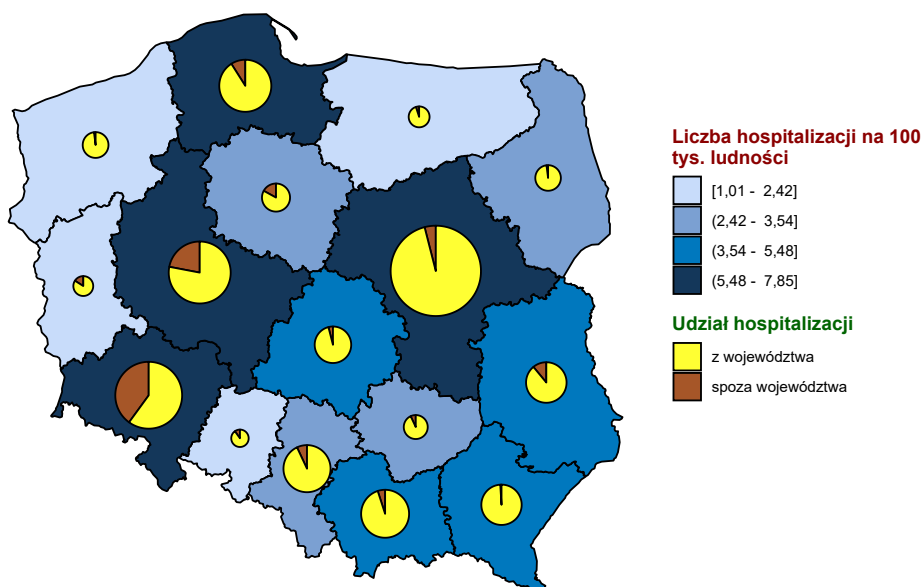 Liczba hospitalizacji na 100
tys. ludności
[1,01 - 2,42]
(2,42 - 3,54]
(3,54 - 5,48]
(5,48 - 7,85]
Udział hospitalizacji
z województwa
spoza województwa